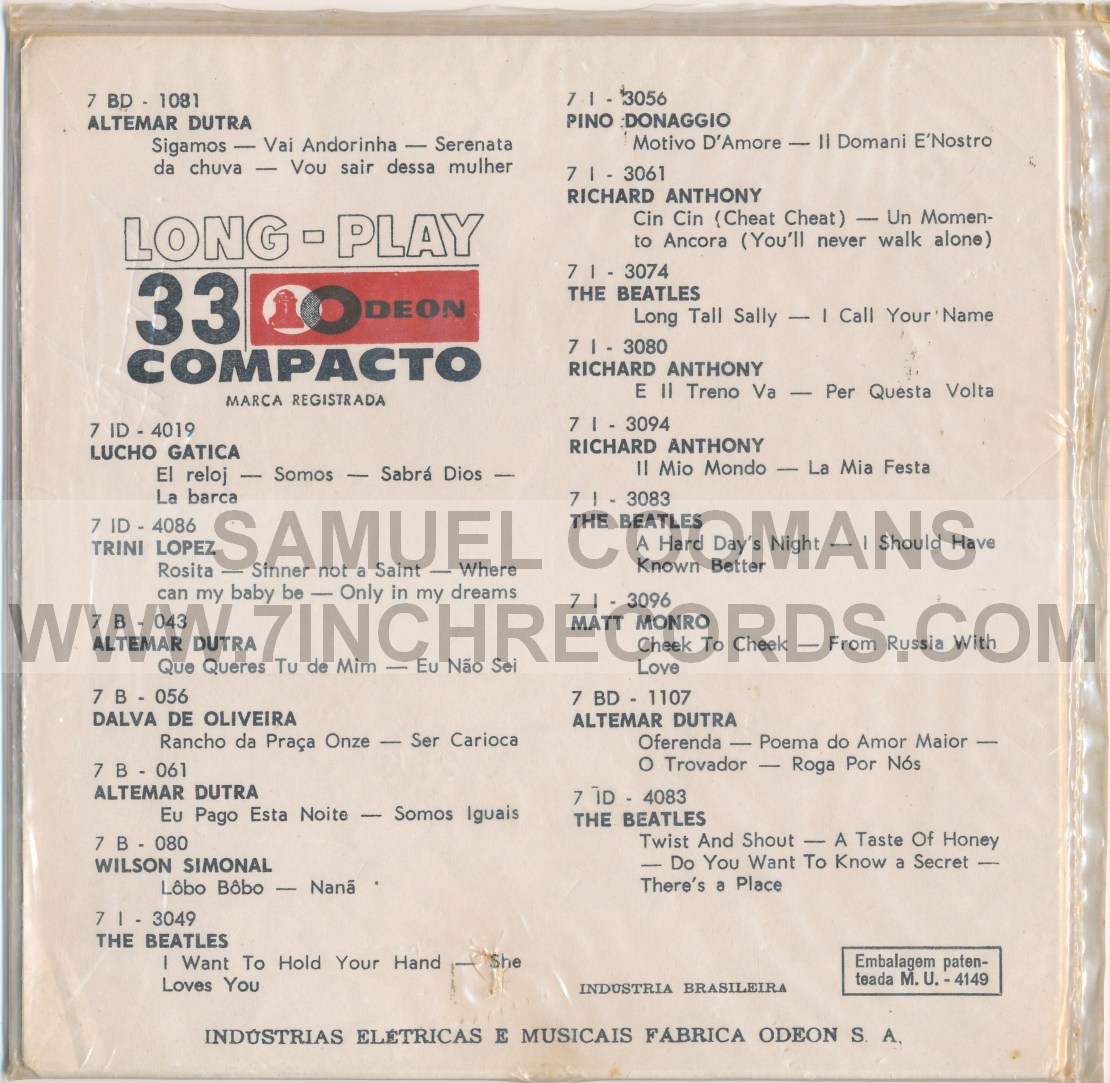 7 BD - 1081
ALTEMAR DUTRA
Sigamos — Vai Andorinha — Serenata
da chuva — Vou sair dessa mulher
LONG - PLAY
33 ODEON
COMPACTO
MARCA REGISTRADA
7 ID - 4019
LUCHO GATICA
El reloj — Somos — Sabrá Dios —
La barca
7 ID - 4086
TRINI LOPEZ
Rosita — Sinner not a Saint — Where
can my baby be — Only in my dreams
7 B - 043
ALTEMAR DUTRA
Que Queres Tu de Mim — Eu Não Sei
7 B - 056
DALVA DE OLIVEIRA
Rancho da Praça Onze — Ser Carioca
7 B - 061
ALTEMAR DUTRA
Eu Pago Esta Noite — Somos Iguais
7 B - 080
WILSON SIMONAL
Lôbo Bôbo — Nanã
7 I - 3049
THE BEATLES
I Want To Hold Your Hand — She
Loves You
7 I - 3056
PINO DONAGGIO
Motivo D'Amore — Il Domani E'Nostro
7 I - 3061
RICHARD ANTHONY
Cin Cin (Cheat Cheat) — Un Momen-
to Ancora (You'll never walk alone)
7 I - 3074
THE BEATLES
Long Tall Sally — I Call Your Name
7 I - 3080
RICHARD ANTHONY
E Il Treno Va — Per Questa Volta
7 I - 3094
RICHARD ANTHONY
Il Mio Mondo — La Mia Festa
7 I - 3083
THE BEATLES
A Hard Day's Night — I Should Have
Known Better
7 I - 3096
MATT MONRO
Cheek To Cheek — From Russia With
Love
7 BD - 1107
ALTEMAR DUTRA
Oferenda — Poema do Amor Maior —
O Trovador — Roga Por Nós
7 ID - 4083
THE BEATLES
Twist And Shout — A Taste Of Honey
— Do You Want To Know a Secret —
There's a Place
INDÚSTRIA BRASILEIRA
Embalagem paten-
teada M. U. - 4149
INDÚSTRIAS ELÉTRICAS E MUSICAIS FÁBRICA ODEON S. A.
SAMUEL COOMANS
WWW.7INCHRECORDS.COM